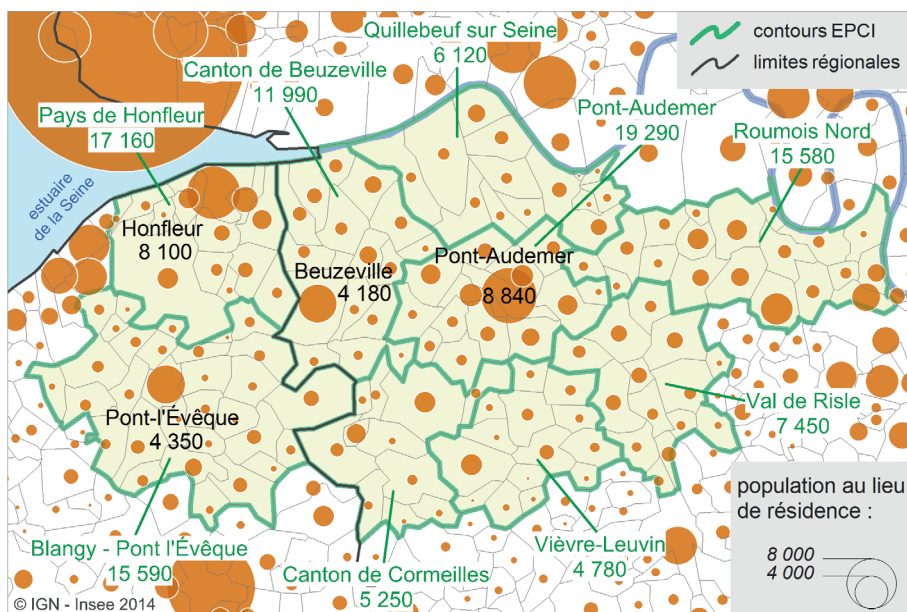 Quillebeuf sur Seine
6 120
contours EPCI
limites régionales
Canton de Beuzeville
11 990
Pays de Honfleur
17 160
Pont-Audemer
19 290
Roumois Nord
15 580
estuaire
de la Seine
Honfleur
8 100
Beuzeville
4 180
Pont-Audemer
8 840
Pont-l'Évêque
4 350
Val de Risle
7 450
Blangy - Pont l'Évêque
15 590
Canton de Cormeilles
5 250
Vièvre-Leuvin
4 780
population au lieu
de résidence :
8 000
4 000
© IGN - Insee 2014